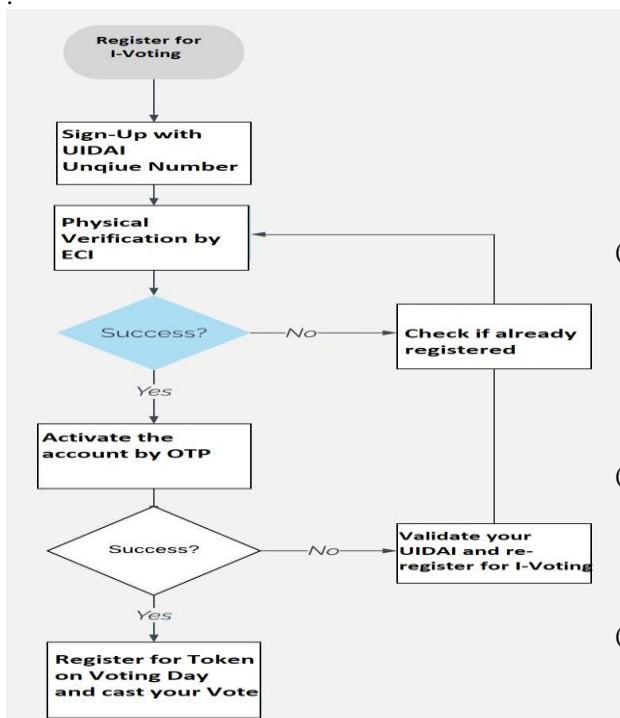 :
Register for
I-Voting
Sign-Up with
UIDAI
Unqiue Number
Physical
Verification by
ECI
Success?
No
Check if already
registered
Yes
Activate the
account by OTP
Success?
No
Validate your
UIDAI and re-
register for I-Voting
Yes
Register for Token
on Voting Day
and cast your Vote
(
(
(